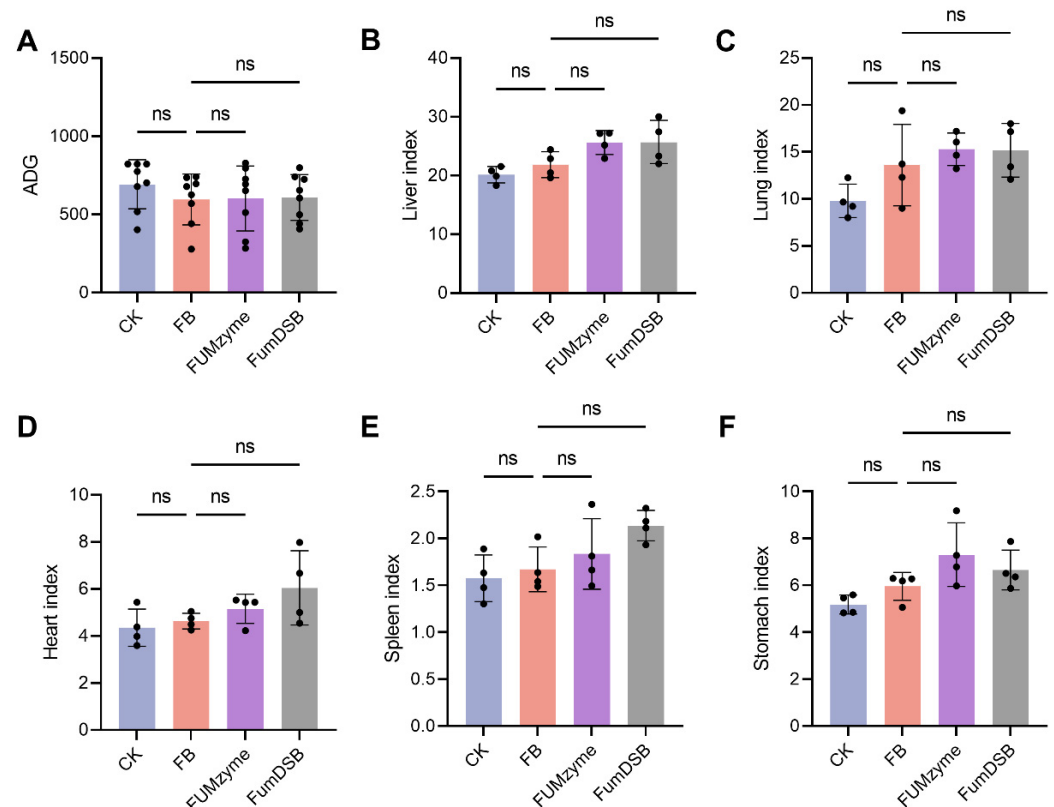 A
ADG
1500
1000
500
0
ns
ns
ns
CK
FB
FUMzyme
FumDSB
B
Liver index
40
30
20
10
0
ns
ns
ns
CK
FB
FUMzyme
FumDSB
C
Lung index
25
20
15
10
5
0
ns
ns
ns
CK
FB
FUMzyme
FumDSB
D
Heart index
10
8
6
4
2
0
ns
ns
ns
CK
FB
FUMzyme
FumDSB
E
Spleen index
2.5
2.0
1.5
1.0
0.5
0.0
ns
ns
ns
CK
FB
FUMzyme
FumDSB
F
Stomach index
10
8
6
4
2
0
ns
ns
ns
CK
FB
FUMzyme
FumDSB